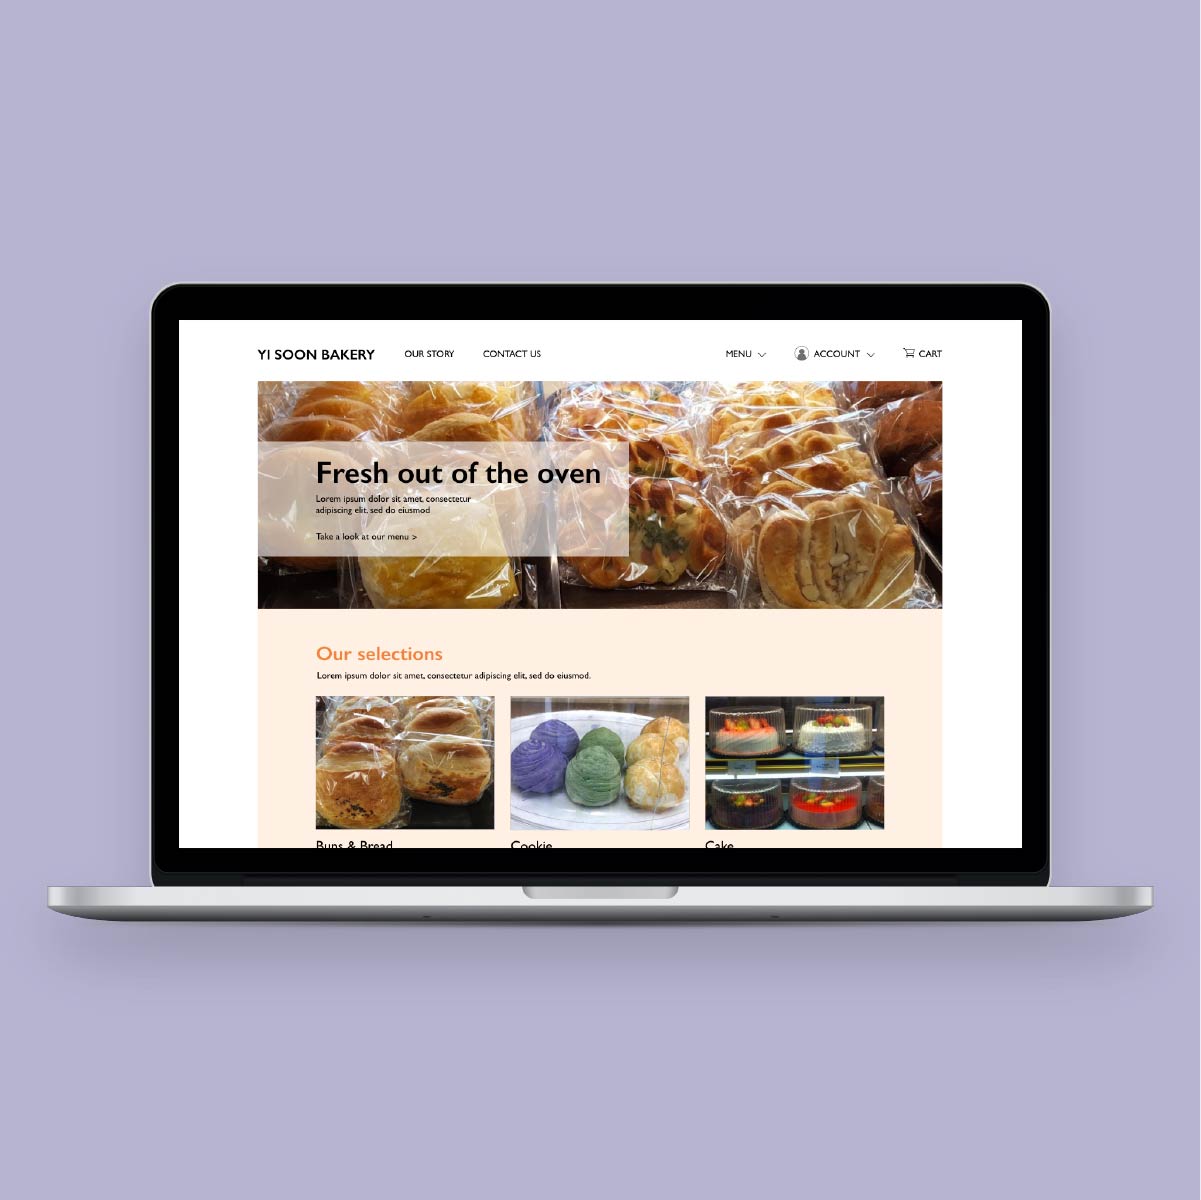 YI SOON BAKERY OUR STORY CONTACT US MENU ACCOUNT CART
Fresh out of the oven
Lorem ipsum dolor sit amet, consectetur
adipiscing elit, sed do eiusmod
Take a look at our menu >
Our selections
Lorem ipsum dolor sit amet, consectetur adipiscing elit, sed do eiusmod.
Buns & Bread Cookie Cake